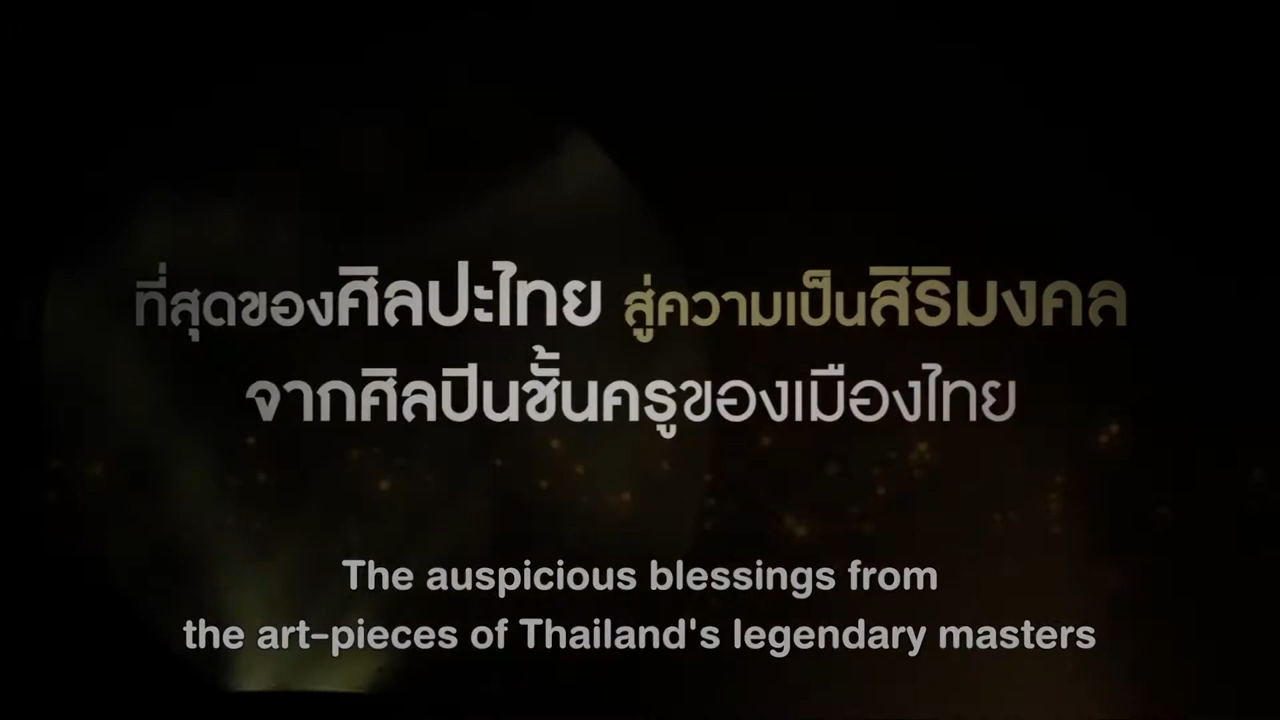 ที่สุดของศิลปะไทย สู่ความเป็นสิริมงคล
จากศิลปินชั้นครูของเมืองไทย
The auspicious blessings from
the art-pieces of Thailand's legendary masters